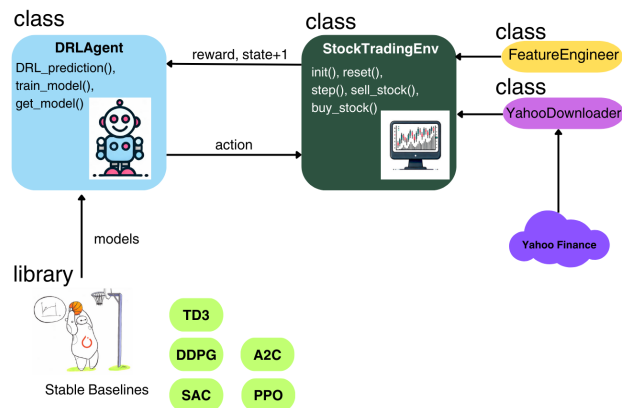 class
DRLAgent
DRL_prediction(),
train_model(),
get_model()
reward, state+1
action
class
StockTradingEnv
init(), reset(),
step(), sell_stock(),
buy_stock()
class
FeatureEngineer
class
YahooDownloader
Yahoo Finance
models
library
Stable Baselines
TD3
DDPG
A2C
SAC
PPO